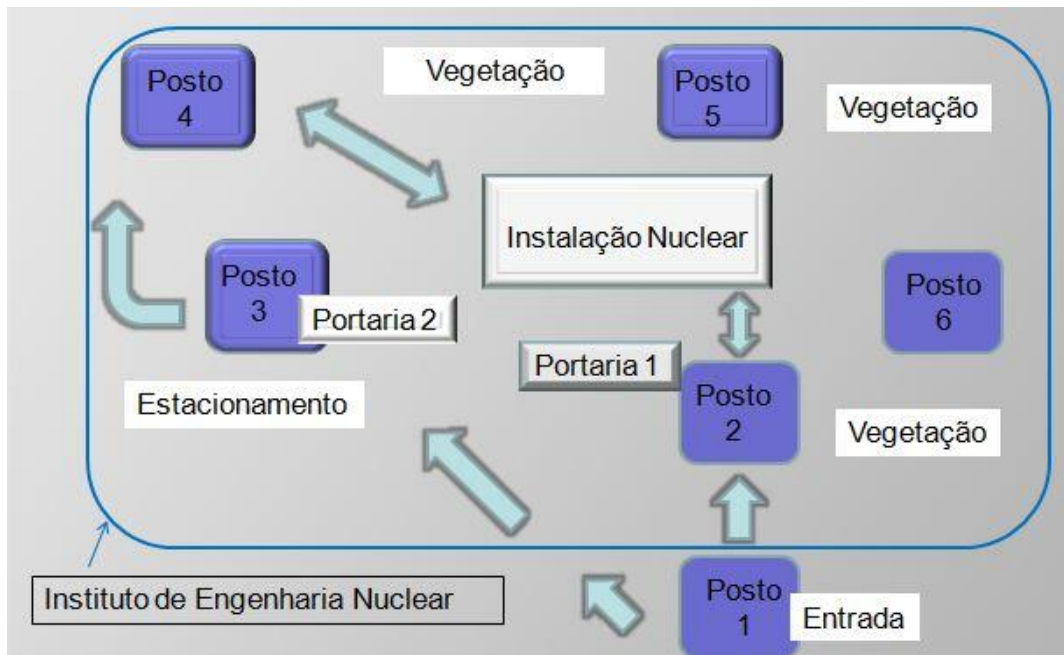 Posto
4
Vegetação
Posto
5
Vegetação
Instalação Nuclear
Posto
3
Portaria 2
Posto
6
Portaria 1
Estacionamento
Posto
2
Vegetação
Instituto de Engenharia Nuclear
Posto
1
Entrada